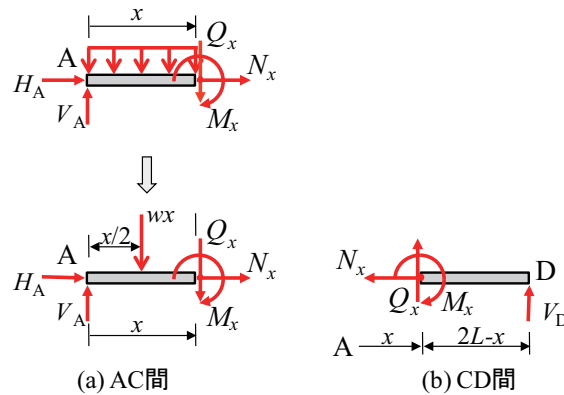 x
A
Q_x
H_A
N_x
V_A
M_x
wx
x/2
Q_x
A
H_A
N_x
V_A
M_x
x
N_x
D
Q_x
M_x
V_D
A
x
2L-x
(a) AC間
(b) CD間